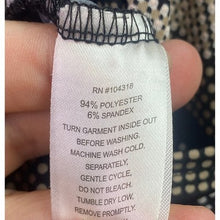 RN #104318
94% POLYESTER
6% SPANDEX
TURN GARMENT INSIDE OUT
BEFORE WASHING.
MACHINE WASH COLD,
SEPARATELY,
GENTLE CYCLE,
DO NOT BLEACH.
TUMBLE DRY LOW,
REMOVE PROMPTLY.